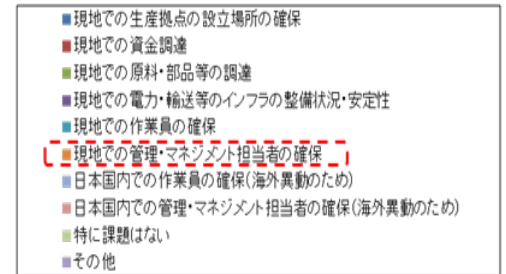 現地での生産拠点の設立場所の確保
現地での資金調達
現地での原料・部品等の調達
現地での電力・輸送等のインフラの整備状況・安定性
現地での作業員の確保
現地での管理・マネジメント担当者の確保
日本国内での作業員の確保(海外異動のため)
日本国内での管理・マネジメント担当者の確保(海外異動のため)
特に課題はない
その他